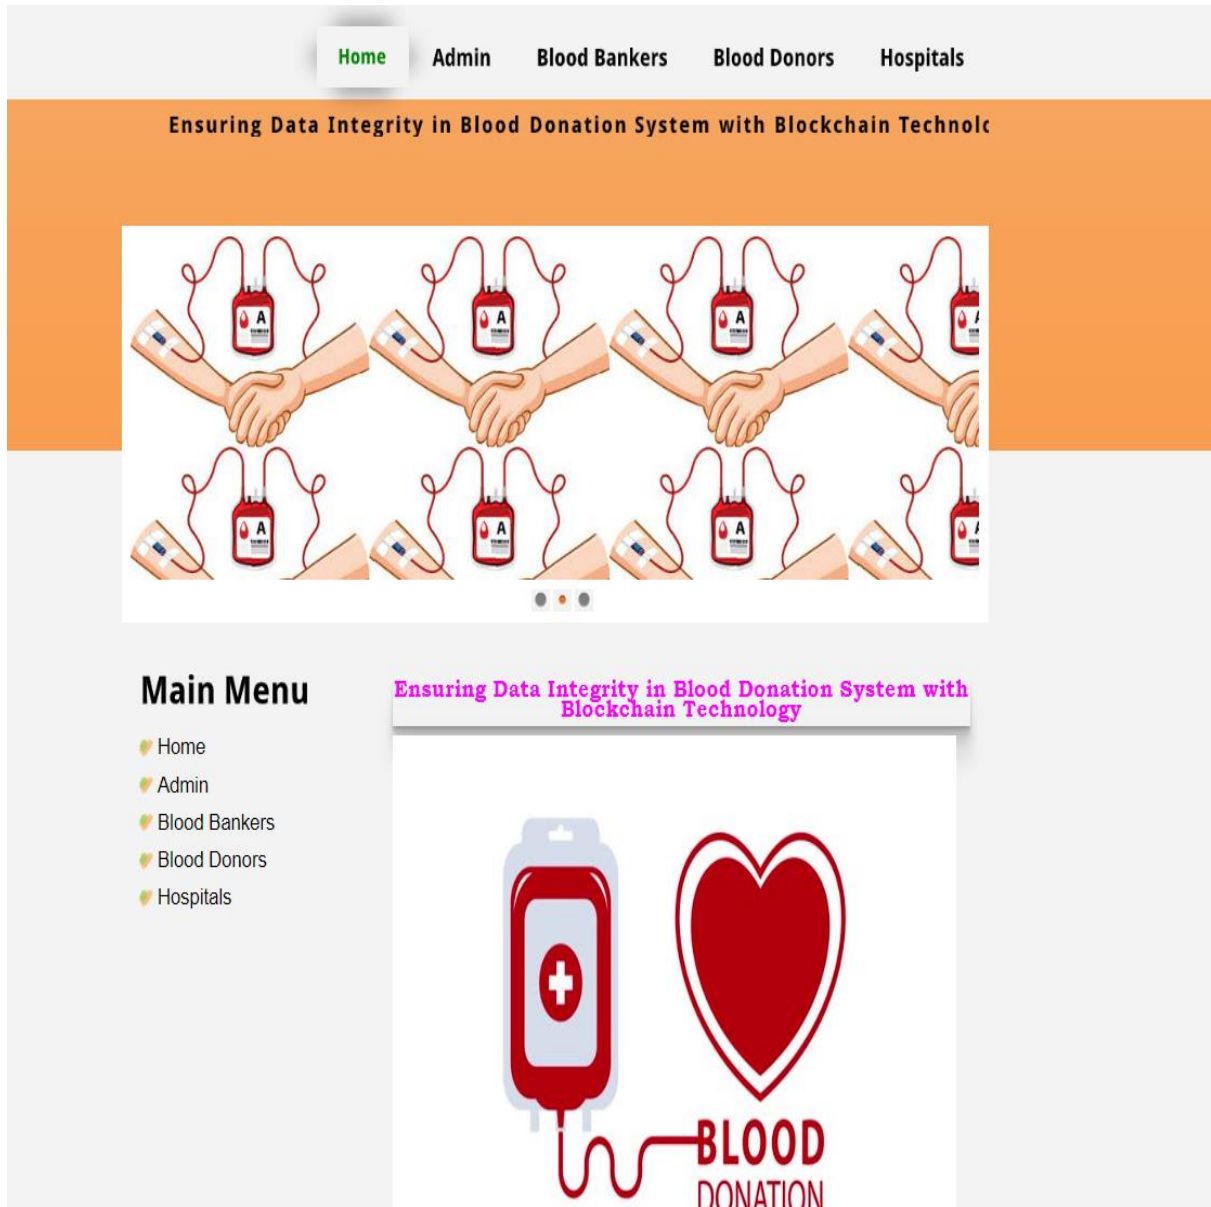 Home Admin Blood Bankers Blood Donors Hospitals
Ensuring Data Integrity in Blood Donation System with Blockchain Technolo
A A A A
A A A A
Main Menu
Home
Admin
Blood Bankers
Blood Donors
Hospitals
Ensuring Data Integrity in Blood Donation System with
Blockchain Technology
BLOOD
DONATION